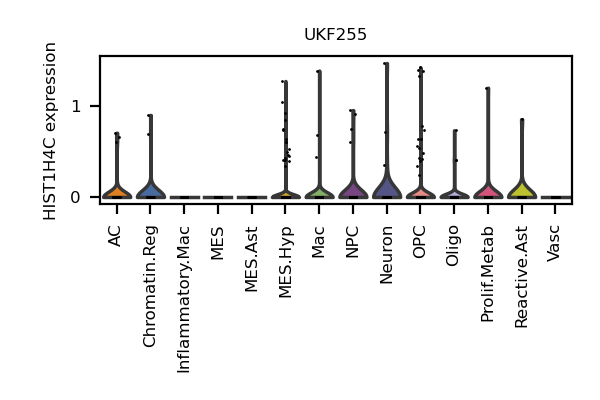 UKF255
HIST1H4C expression
1
0
AC
Chromatin.Reg
Inflammatory.Mac
MES
MES.Ast
MES.Hyp
Mac
NPC
Neuron
OPC
Oligo
Prolif.Metab
Reactive.Ast
Vasc